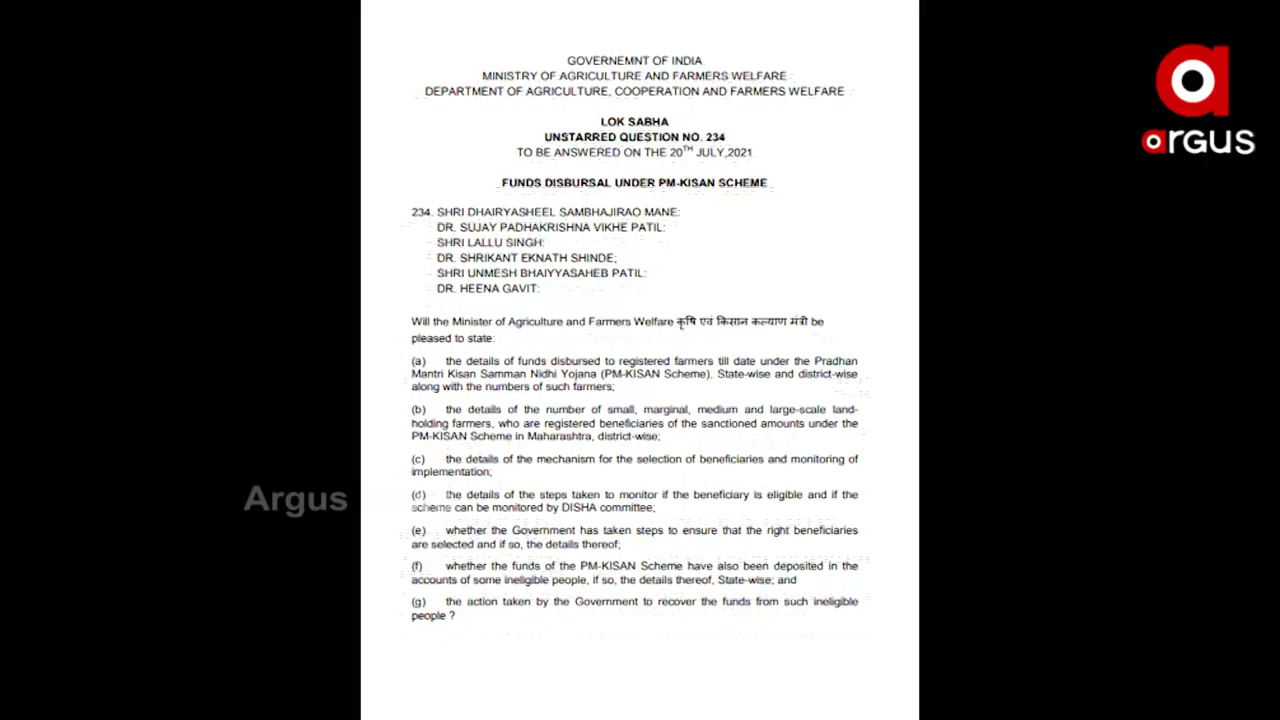 GOVERNEMNT OF INDIA
MINISTRY OF AGRICULTURE AND FARMERS WELFARE
DEPARTMENT OF AGRICULTURE, COOPERATION AND FARMERS WELFARE
LOK SABHA
UNSTARRED QUESTION NO. 234
TO BE ANSWERED ON THE 20TH JULY,2021
FUNDS DISBURSAL UNDER PM-KISAN SCHEME
234. SHRI DHAIRYASHEEL SAMBHAJIRAO MANE:
DR. SUJAY PADHAKRISHNA VIKHE PATIL:
SHRI LALLU SINGH:
DR. SHRIKANT EKNATH SHINDE;
SHRI UNMESH BHAIYYASAHEB PATIL:
DR. HEENA GAVIT:
Will the Minister of Agriculture and Farmers Welfare कृषि एवं किसान कल्याण मंत्री be
pleased to state:
(a) the details of funds disbursed to registered farmers till date under the Pradhan
Mantri Kisan Samman Nidhi Yojana (PM-KISAN Scheme), State-wise and district-wise
along with the numbers of such farmers;
(b) the details of the number of small, marginal, medium and large-scale land-
holding farmers, who are registered beneficiaries of the sanctioned amounts under the
PM-KISAN Scheme in Maharashtra, district-wise;
(c) the details of the mechanism for the selection of beneficiaries and monitoring of
implementation;
(d) the details of the steps taken to monitor if the beneficiary is eligible and if the
scheme can be monitored by DISHA committee;
(e) whether the Government has taken steps to ensure that the right beneficiaries
are selected and if so, the details thereof;
(f) whether the funds of the PM-KISAN Scheme have also been deposited in the
accounts of some ineligible people, if so, the details thereof, State-wise; and
(g) the action taken by the Government to recover the funds from such ineligible
people ?
argus
Argus